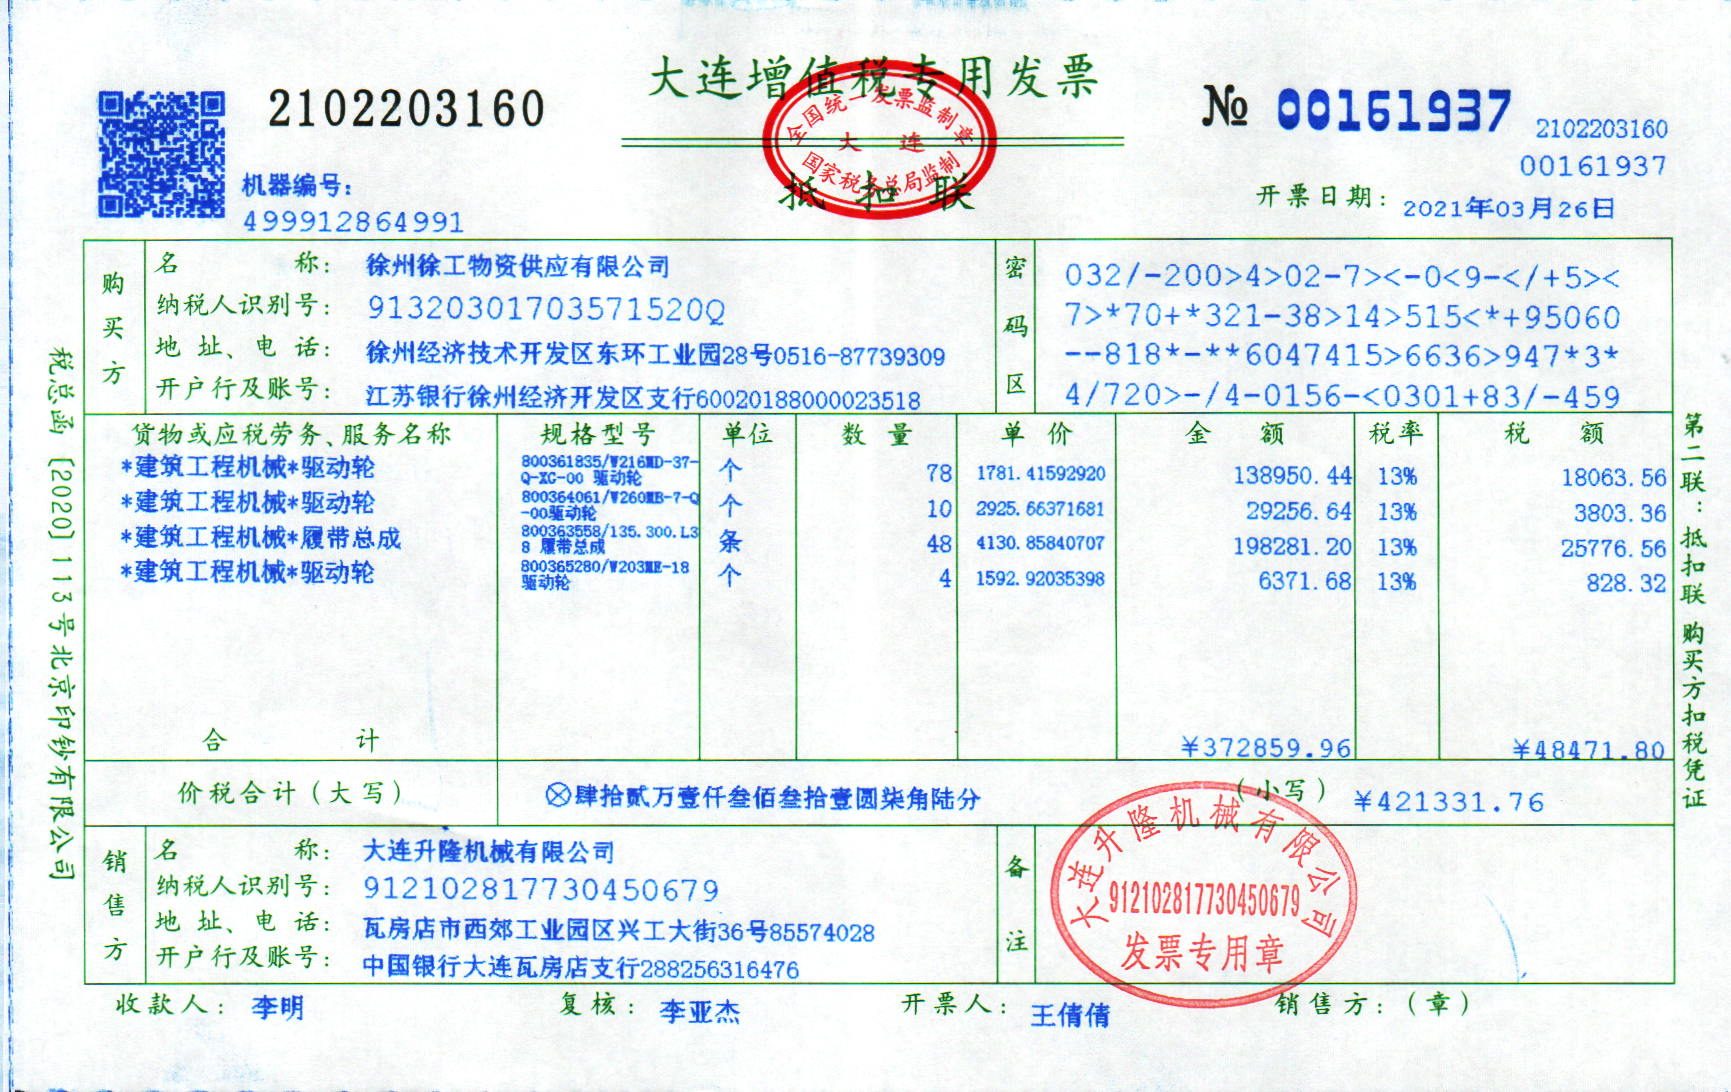 大连增值税专用发票
2102203160
№ 00161937
2102203160
00161937
全国统一发票监制章
大连
国家税务总局监制
抵扣联
机器编号：
499912864991
开票日期： 2021年03月26日
购买方
名称： 徐州徐工物资供应有限公司
纳税人识别号： 91320301703571520Q
地址、电话： 徐州经济技术开发区东环工业园28号0516-87739309
开户行及账号： 江苏银行徐州经济开发区支行60020188000023518
密码区
032/-200>4>02-7><-0<9-</+5><
7>*70+*321-38>14>515<*+95060
--818*-**6047415>6636>947*3*
4/720>-/4-0156-<0301+83/-459
货物或应税劳务、服务名称 规格型号 单位 数量 单价 金额 税率 税额
*建筑工程机械*驱动轮 800361835/W216MD-37-Q-XG-00 驱动轮 个 78 1781.41592920 138950.44 13% 18063.56
*建筑工程机械*驱动轮 800364061/W260MB-7-Q-00驱动轮 个 10 2925.66371681 29256.64 13% 3803.36
*建筑工程机械*履带总成 800363558/135.300.L38 履带总成 条 48 4130.85840707 198281.20 13% 25776.56
*建筑工程机械*驱动轮 800365280/W203ME-18 驱动轮 个 4 1592.92035398 6371.68 13% 828.32
合计 ¥372859.96 ¥48471.80
价税合计（大写） ⊗肆拾贰万壹仟叁佰叁拾壹圆柒角陆分 （小写） ¥421331.76
销售方
名称： 大连升隆机械有限公司
纳税人识别号： 912102817730450679
地址、电话： 瓦房店市西郊工业园区兴工大街36号85574028
开户行及账号： 中国银行大连瓦房店支行288256316476
备注
大连升隆机械有限公司
912102817730450679
发票专用章
收款人： 李明 复核： 李亚杰 开票人： 王倩倩 销售方：（章）
税总函〔2020〕113号北京印钞有限公司
第二联：抵扣联 购买方扣税凭证